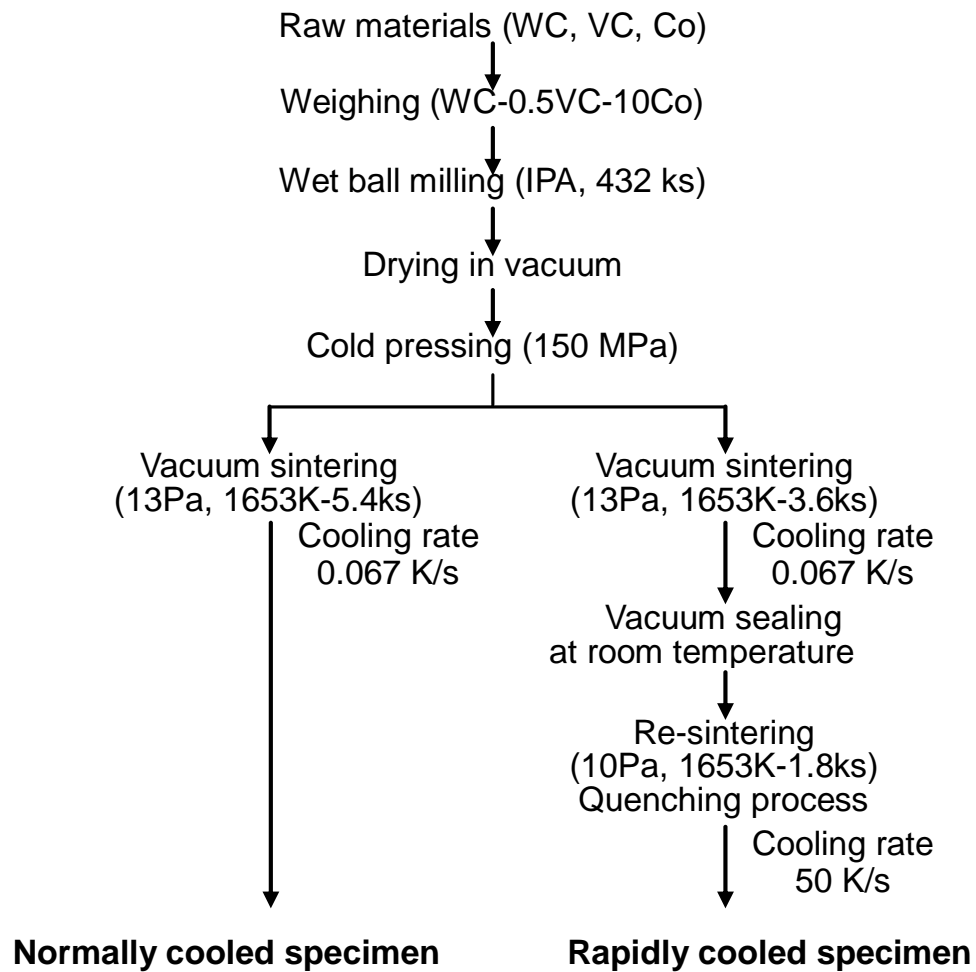 Raw materials (WC, VC, Co)
Weighing (WC-0.5VC-10Co)
Wet ball milling (IPA, 432 ks)
Drying in vacuum
Cold pressing (150 MPa)
Vacuum sintering
(13Pa, 1653K-5.4ks)
Cooling rate
0.067 K/s
Normally cooled specimen
Vacuum sintering
(13Pa, 1653K-3.6ks)
Cooling rate
0.067 K/s
Vacuum sealing
at room temperature
Re-sintering
(10Pa, 1653K-1.8ks)
Quenching process
Cooling rate
50 K/s
Rapidly cooled specimen